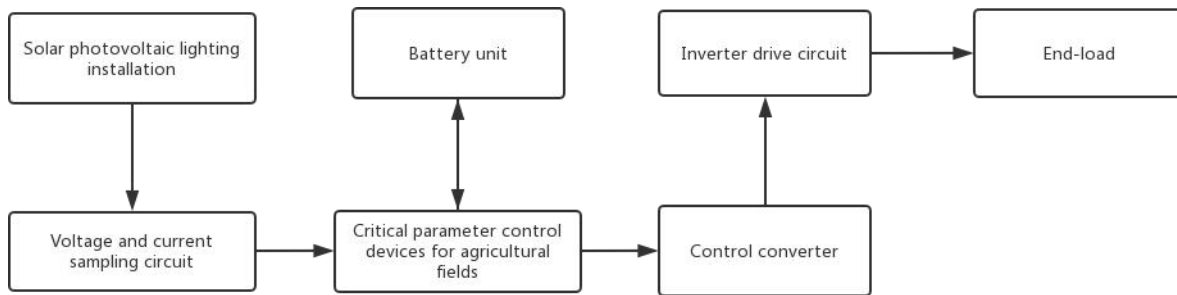 Solar photovoltaic lighting
installation
Battery unit
Inverter drive circuit
End-load
Voltage and current
sampling circuit
Critical parameter control
devices for agricultural
fields
Control converter